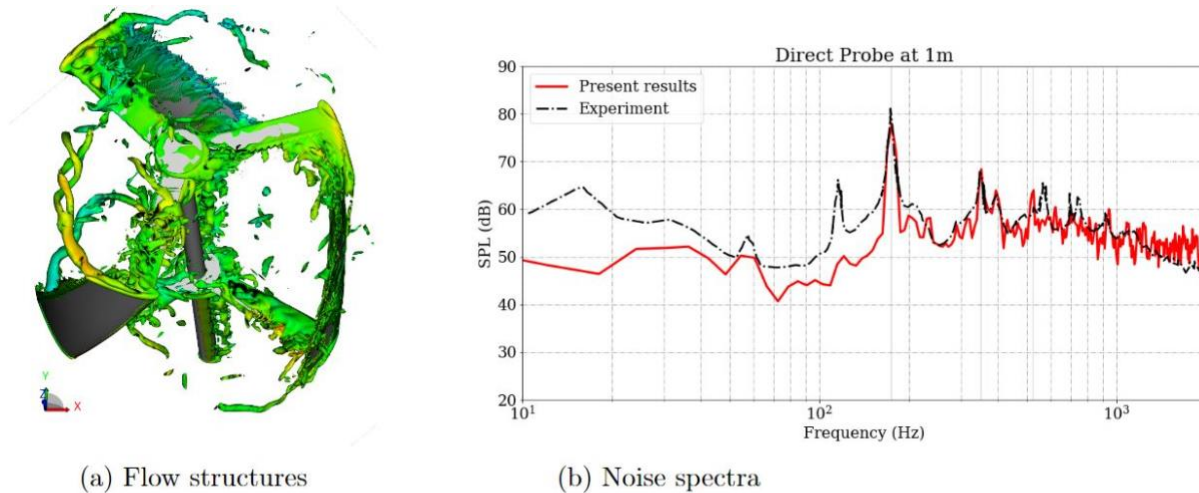 Direct Probe at 1m
90
80
70
60
50
40
30
20
SPL (dB)
Present results
Experiment
10¹
10²
10³
Frequency (Hz)
Y
Z
X
(a) Flow structures
(b) Noise spectra